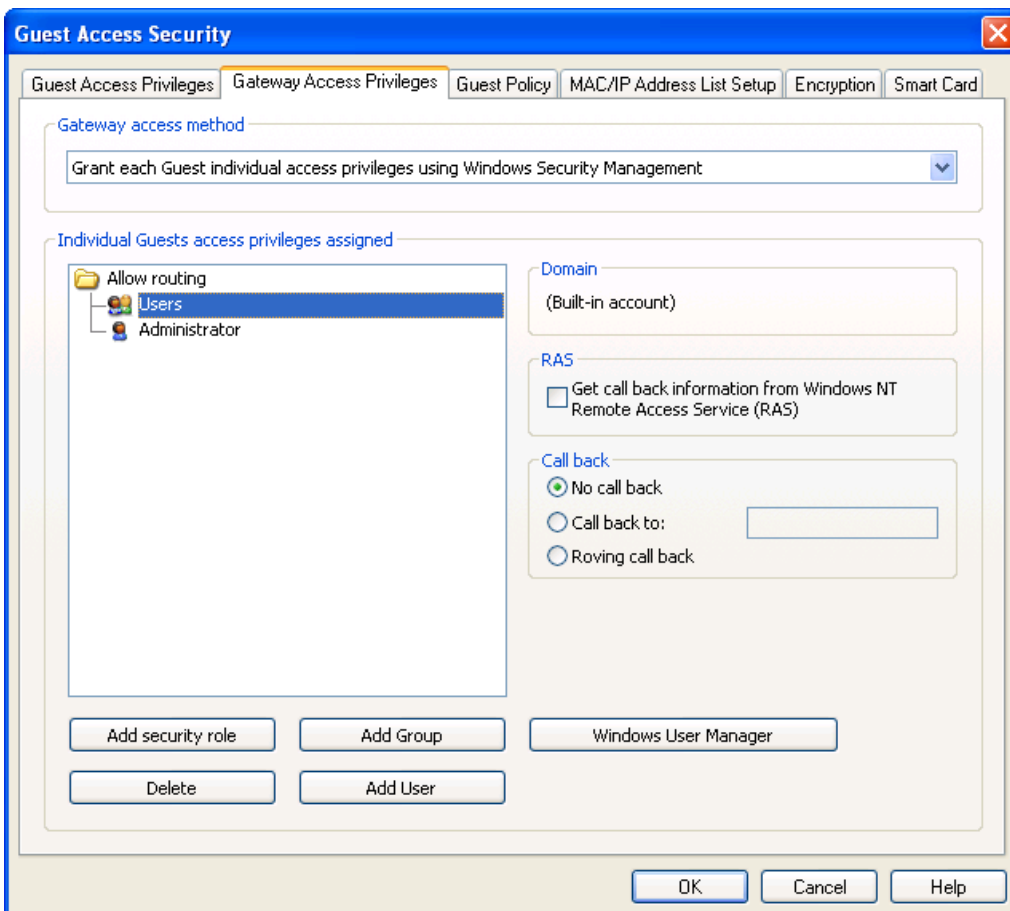 Guest Access Security
Guest Access Privileges
Gateway Access Privileges
Guest Policy
MAC/IP Address List Setup
Encryption
Smart Card
Gateway access method
Grant each Guest individual access privileges using Windows Security Management
Individual Guests access privileges assigned
Allow routing
Users
Administrator
Domain
(Built-in account)
RAS
Get call back information from Windows NT
Remote Access Service (RAS)
Call back
No call back
Call back to:
Roving call back
Add security role
Add Group
Windows User Manager
Delete
Add User
OK
Cancel
Help